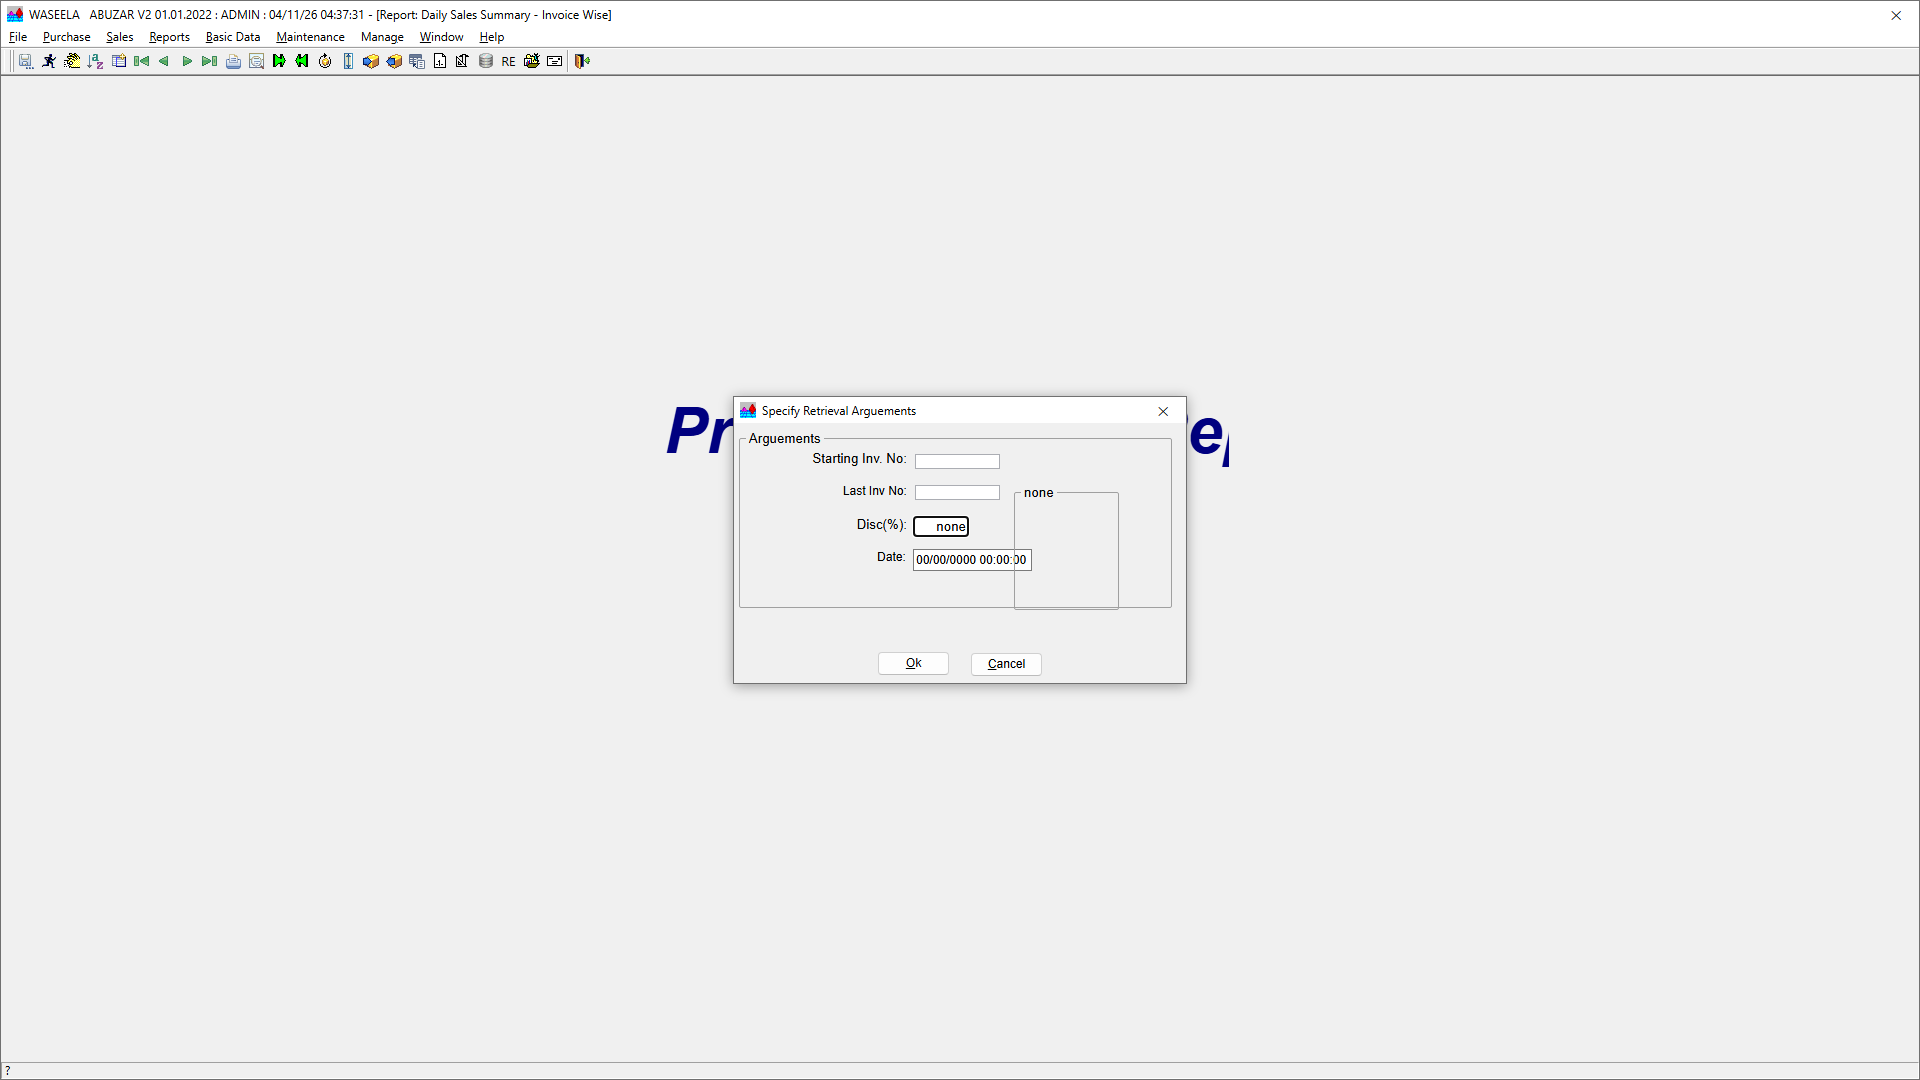 WASEELA   ABUZAR V2 01.01.2022 : ADMIN : 04/11/26 04:37:31 - [Report: Daily Sales Summary - Invoice Wise]
File Purchase Sales Reports Basic Data Maintenance Manage Window Help
RE
Specify Retrieval Arguements
Arguements
Starting Inv. No:
Last Inv No:
none
Disc(%): none
Date: 00/00/0000 00:00:00
Ok Cancel
?